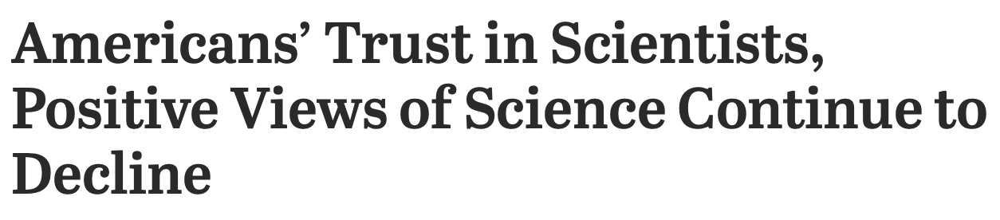 Americans’ Trust in Scientists,
Positive Views of Science Continue to
Decline